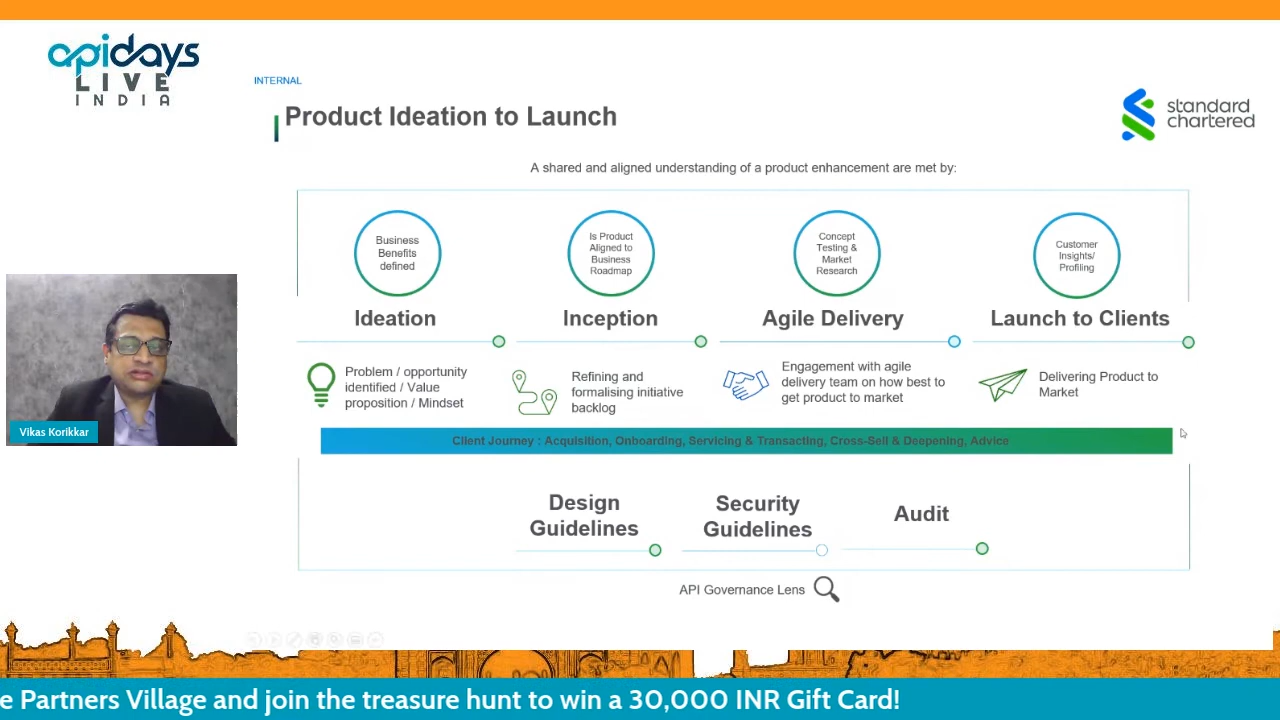 apidays
LIVE
INDIA
INTERNAL
Product Ideation to Launch
standard
chartered
A shared and aligned understanding of a product enhancement are met by:
Business
Benefits
defined
Is Product
Aligned to
Business
Roadmap
Concept
Testing &
Market
Research
Customer
Insights/
Profiling
Ideation
Inception
Agile Delivery
Launch to Clients
Problem / opportunity
identified / Value
proposition / Mindset
Refining and
formalising initiative
backlog
Engagement with agile
delivery team on how best to
get product to market
Delivering Product to
Market
Vikas Korikkar
Client Journey : Acquisition, Onboarding, Servicing & Transacting, Cross-Sell & Deepening, Advice
Design
Guidelines
Security
Guidelines
Audit
API Governance Lens
e Partners Village and join the treasure hunt to win a 30,000 INR Gift Card!